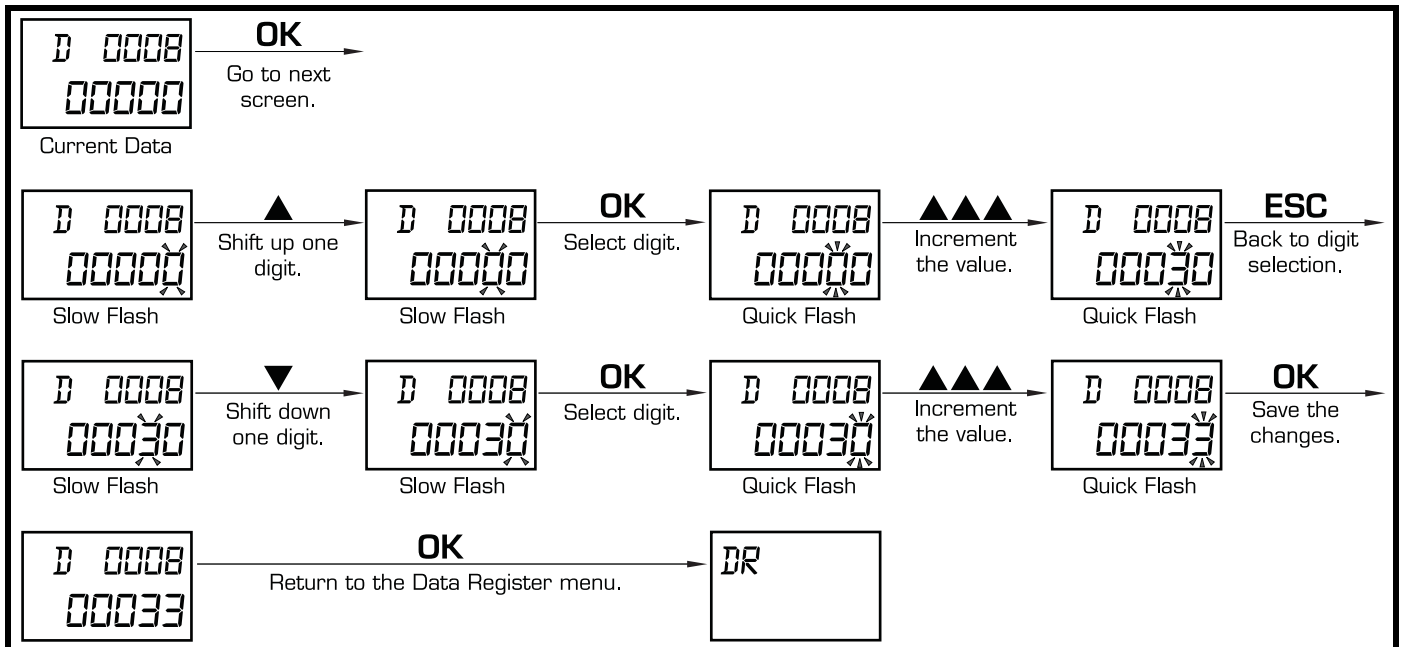 D 0008
00000
Current Data
OK
Go to next
screen.
D 0008
00000
Slow Flash
Shift up one
digit.
D 0008
00000
Slow Flash
OK
Select digit.
D 0008
00000
Quick Flash
Increment
the value.
D 0008
00030
Quick Flash
ESC
Back to digit
selection.
D 0008
00030
Slow Flash
Shift down
one digit.
D 0008
00030
Slow Flash
OK
Select digit.
D 0008
00030
Quick Flash
Increment
the value.
D 0008
00033
Quick Flash
OK
Save the
changes.
D 0008
00033
OK
Return to the Data Register menu.
DR